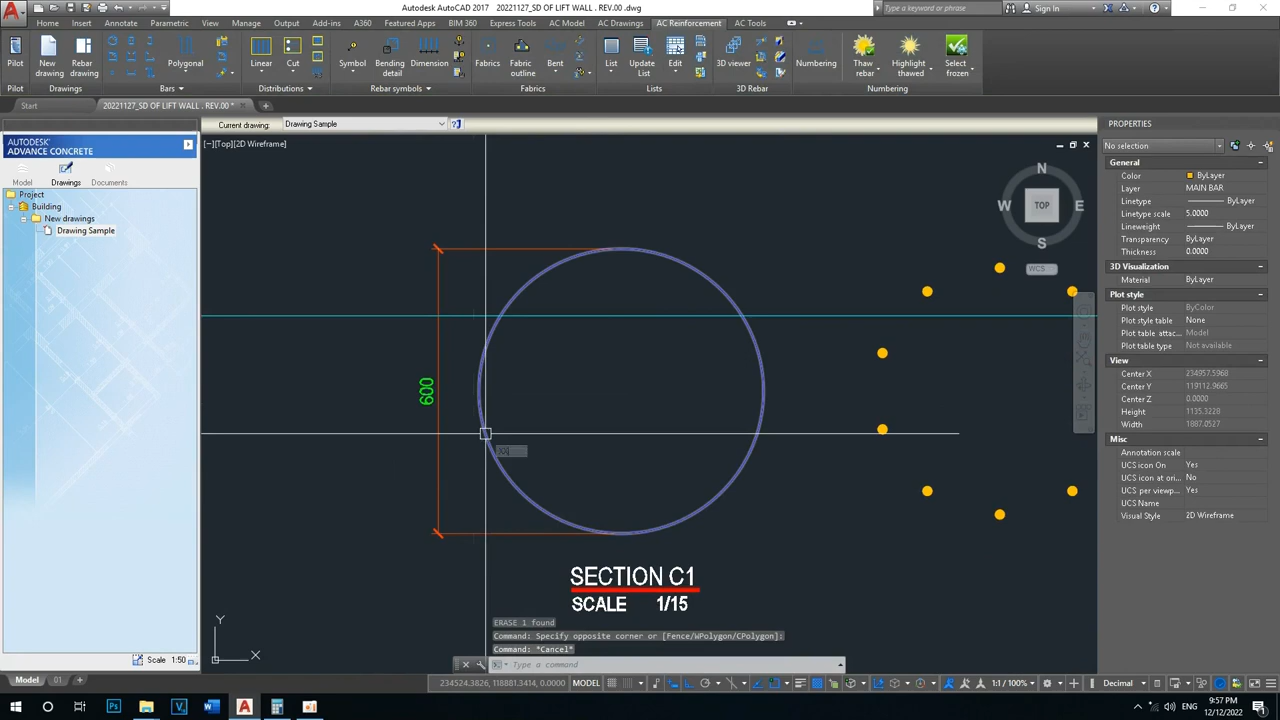 Autodesk AutoCAD 2017   20221127_SD OF LIFT WALL . REV.00 .dwg
Type a keyword or phrase
Sign In
Home Insert Annotate Parametric View Manage Output Add-ins A360 Featured Apps BIM 360 Express Tools AC Model AC Drawings AC Reinforcement AC Tools
Pilot New drawing Rebar drawing Polygonal Linear Cut Symbol Bending detail Dimension Fabrics Fabric outline Bent List Update List Edit 3D viewer Numbering Thaw rebar Highlight thawed Select frozen
Pilot Drawings Bars Distributions Rebar symbols Fabrics Lists 3D Rebar Numbering
Start 20221127_SD OF LIFT WALL . REV.00 *
Current drawing: Drawing Sample
AUTODESK'
ADVANCE CONCRETE
Model Drawings Documents
Project
Building
New drawings
Drawing Sample
Scale 1:50
[−][Top][2D Wireframe]
N
W TOP E
S
WCS
600
SECTION C1
SCALE 1/15
Y
X
ERASE 1 found
Command: Specify opposite corner or [Fence/WPolygon/CPolygon]:
Command: *Cancel*
Type a command
PROPERTIES
No selection
General
Color ByLayer
Layer MAIN BAR
Linetype ByLayer
Linetype scale 5.0000
Lineweight ByLayer
Transparency ByLayer
Thickness 0.0000
3D Visualization
Material ByLayer
Plot style
Plot style ByColor
Plot style table None
Plot table attac... Model
Plot table type Not available
View
Center X 234957.5968
Center Y 119112.9665
Center Z 0.0000
Height 1135.3228
Width 1887.0527
Misc
Annotation scale
UCS icon On Yes
UCS icon at ori... No
UCS per viewp... Yes
UCS Name
Visual Style 2D Wireframe
Model 01
234524.3826, 118881.3414, 0.0000 MODEL 1:1 / 100% Decimal
ENG
9:57 PM
12/12/2022